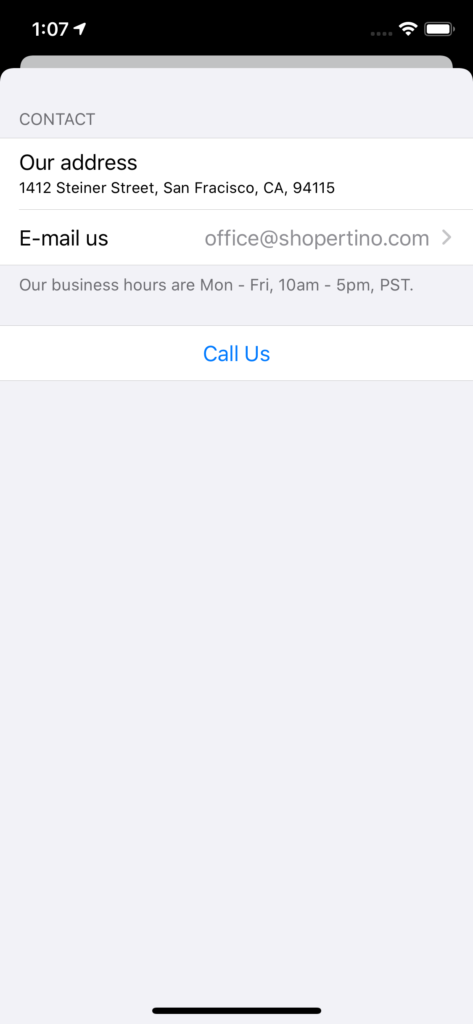 1:07
CONTACT
Our address
1412 Steiner Street, San Fracisco, CA, 94115
E-mail us office@shopertino.com
Our business hours are Mon - Fri, 10am - 5pm, PST.
Call Us